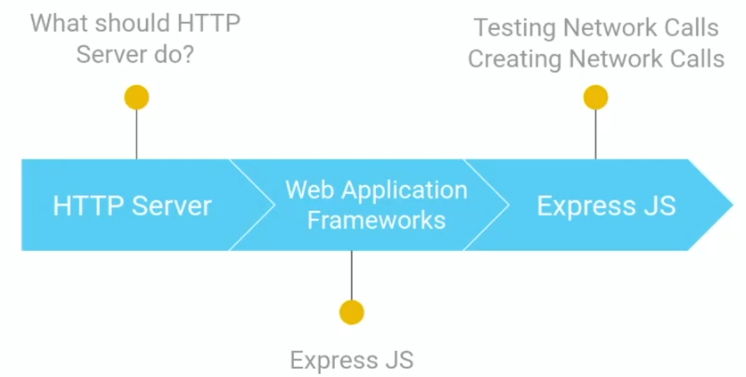 What should HTTP
Server do?
Testing Network Calls
Creating Network Calls
HTTP Server
Web Application
Frameworks
Express JS
Express JS